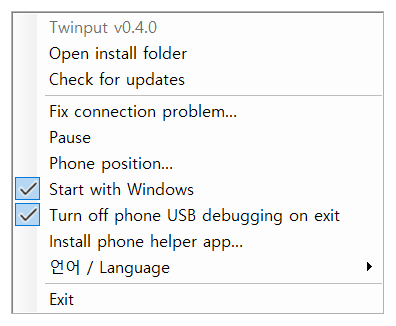 Twinput v0.4.0
Open install folder
Check for updates
Fix connection problem...
Pause
Phone position...
Start with Windows
Turn off phone USB debugging on exit
Install phone helper app...
언어 / Language
Exit